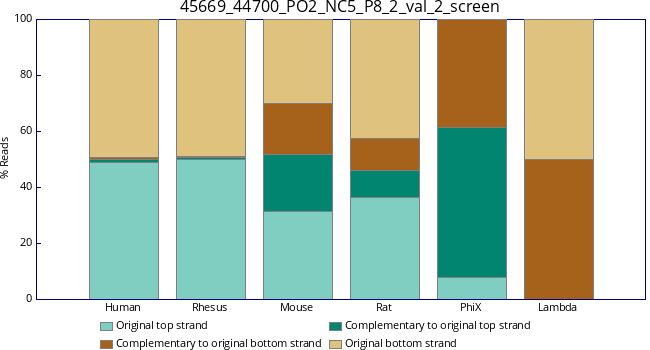 45669_44700_PO2_NC5_P8_2_val_2_screen
100
80
60
40
20
0
% Reads
Human Rhesus Mouse Rat PhiX Lambda
Original top strand Complementary to original top strand
Complementary to original bottom strand Original bottom strand